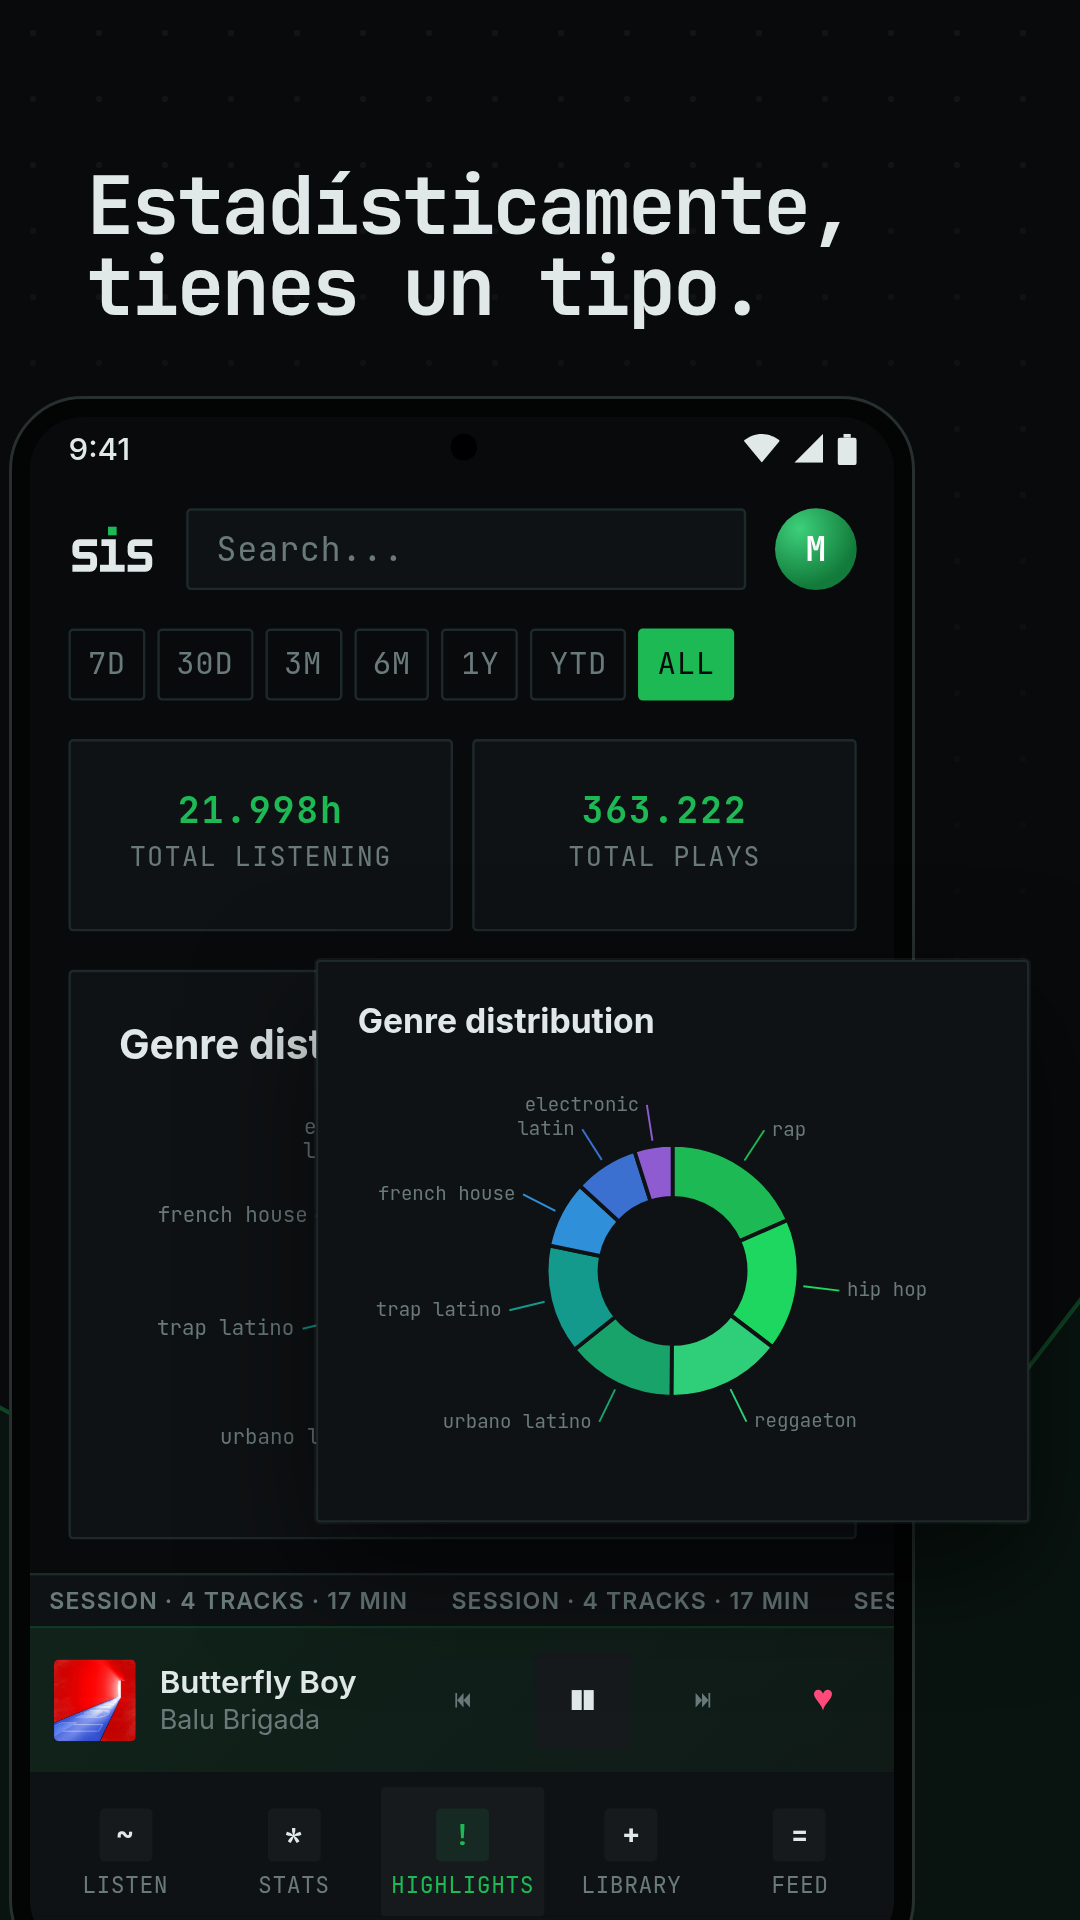 Estadísticamente,
tienes un tipo.
9:41
sis
Search...
M
7D 30D 3M 6M 1Y YTD ALL
21.998h
TOTAL LISTENING
363.222
TOTAL PLAYS
Genre dist
french house
trap latino
urbano l
Genre distribution
electronic
latin
rap
french house
hip hop
trap latino
urbano latino
reggaeton
SESSION · 4 TRACKS · 17 MIN SESSION · 4 TRACKS · 17 MIN SES
Butterfly Boy
Balu Brigada
~ * ! + =
LISTEN STATS HIGHLIGHTS LIBRARY FEED